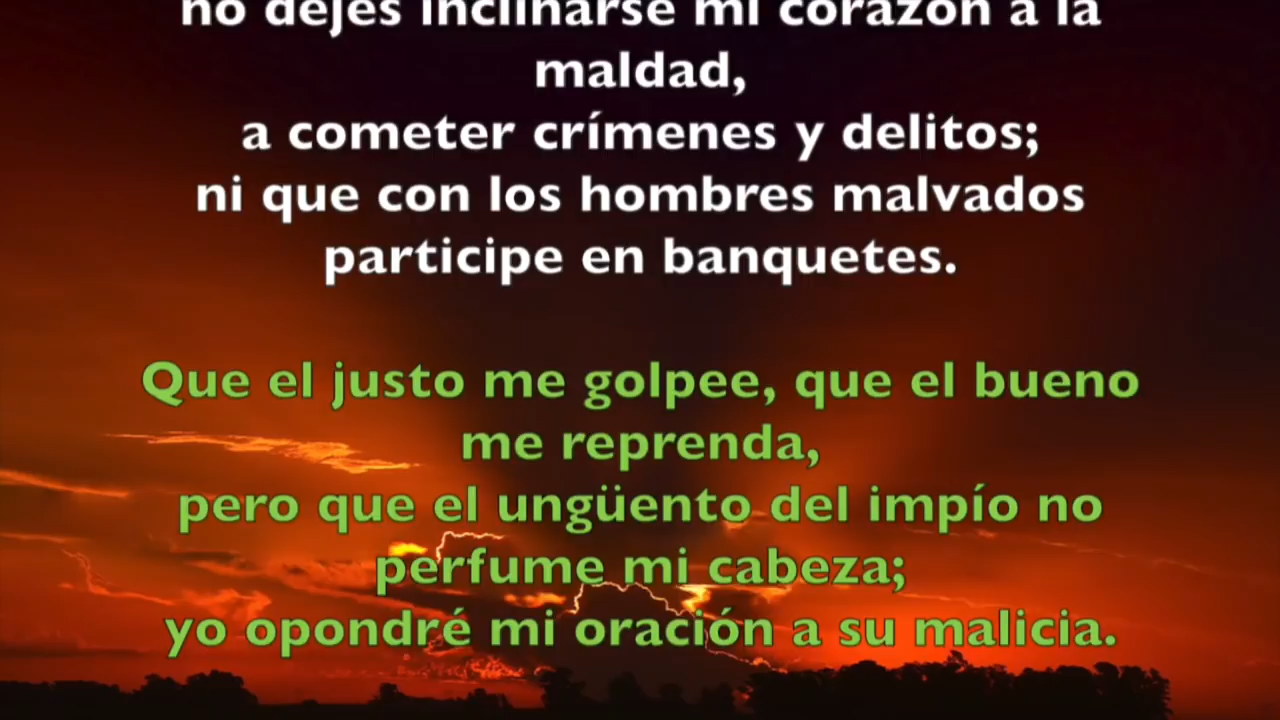 no dejes inclinarse mi corazón a la
maldad,
a cometer crímenes y delitos;
ni que con los hombres malvados
participe en banquetes.
Que el justo me golpee, que el bueno
me reprenda,
pero que el ungüento del impío no
perfume mi cabeza;
yo opondré mi oración a su malicia.